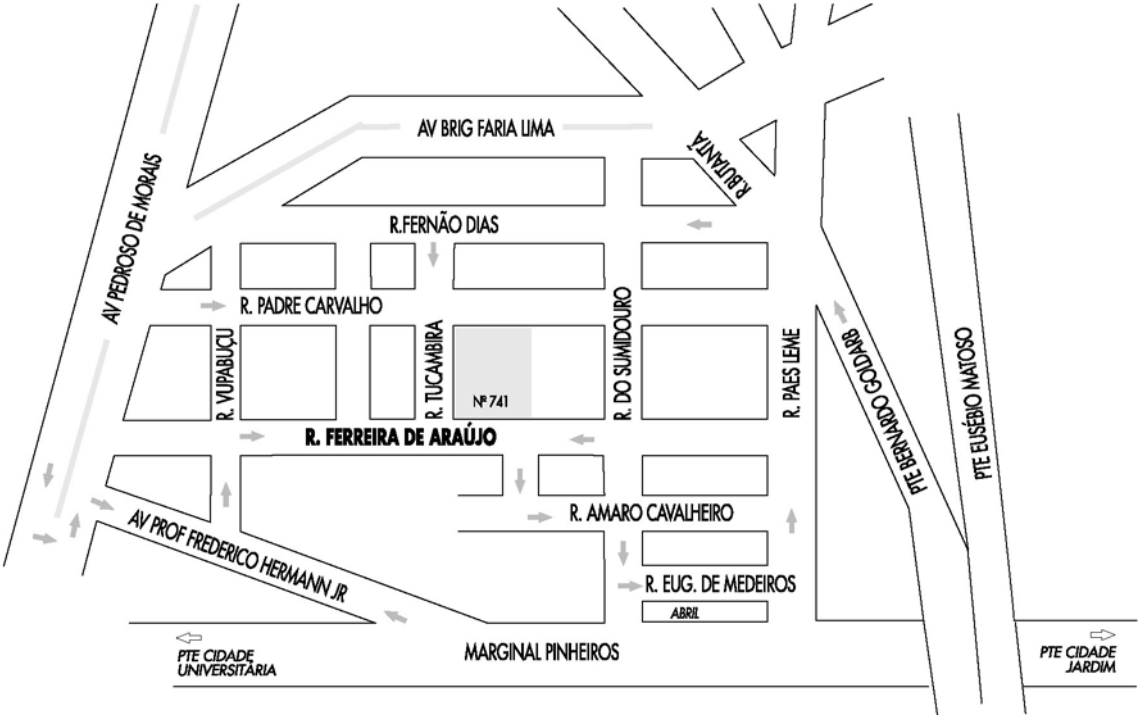 AV BRIG FARIA LIMA
R.BUTANTÃ
AV PEDROSO DE MORAIS
R.FERNÃO DIAS
R. PADRE CARVALHO
R. VUPABUÇU
R. TUCAMBIRA
R. DO SUMIDOURO
R. PAES LEME
PTE BERNARDO GOLDARB
PTE EUSÉBIO MATOSO
Nº 741
R. FERREIRA DE ARAÚJO
R. AMARO CAVALHEIRO
AV PROF FREDERICO HERMANN JR
R. EUG. DE MEDEIROS
ABRIL
MARGINAL PINHEIROS
PTE CIDADE
UNIVERSITÁRIA
PTE CIDADE
JARDIM